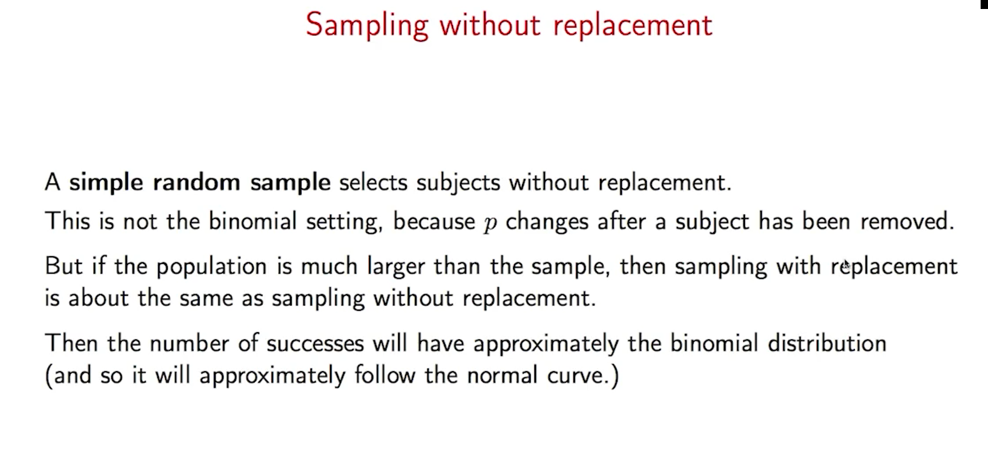 Sampling without replacement
A simple random sample selects subjects without replacement.
This is not the binomial setting, because p changes after a subject has been removed.
But if the population is much larger than the sample, then sampling with replacement
is about the same as sampling without replacement.
Then the number of successes will have approximately the binomial distribution
(and so it will approximately follow the normal curve.)